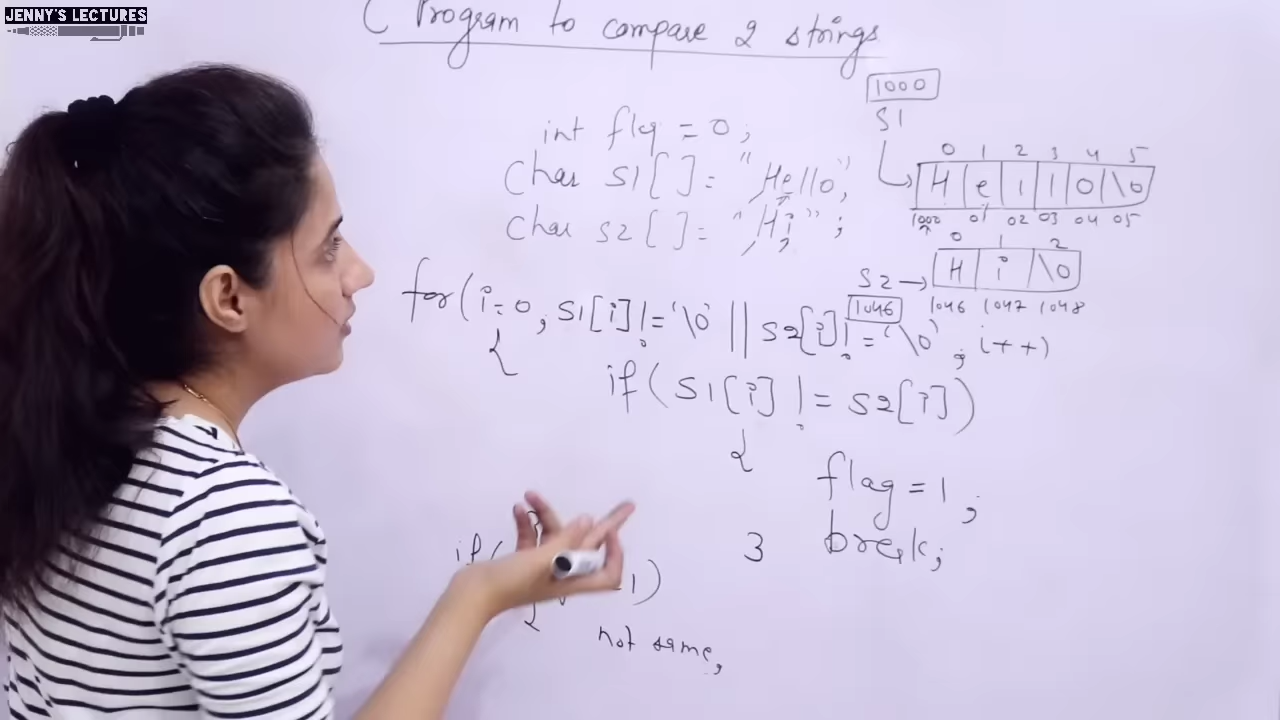 JENNY'S LECTURES
C Program to compare 2 strings
int flag = 0;
char s1[ ] = "Hello";
char s2[ ] = "Hi";
for(i=0, s1[i]!='\0' || s2[i]!='\0', i++)
{
if(s1[i] != s2[i])
{
flag = 1,
break;
}
}
if( 1)
{
not same,
1000
S1
0 1 2 3 4 5
H e l l o \0
1000 01 02 03 04 05
0 1 2
S2 → H i \0
1046
1046 1047 1048